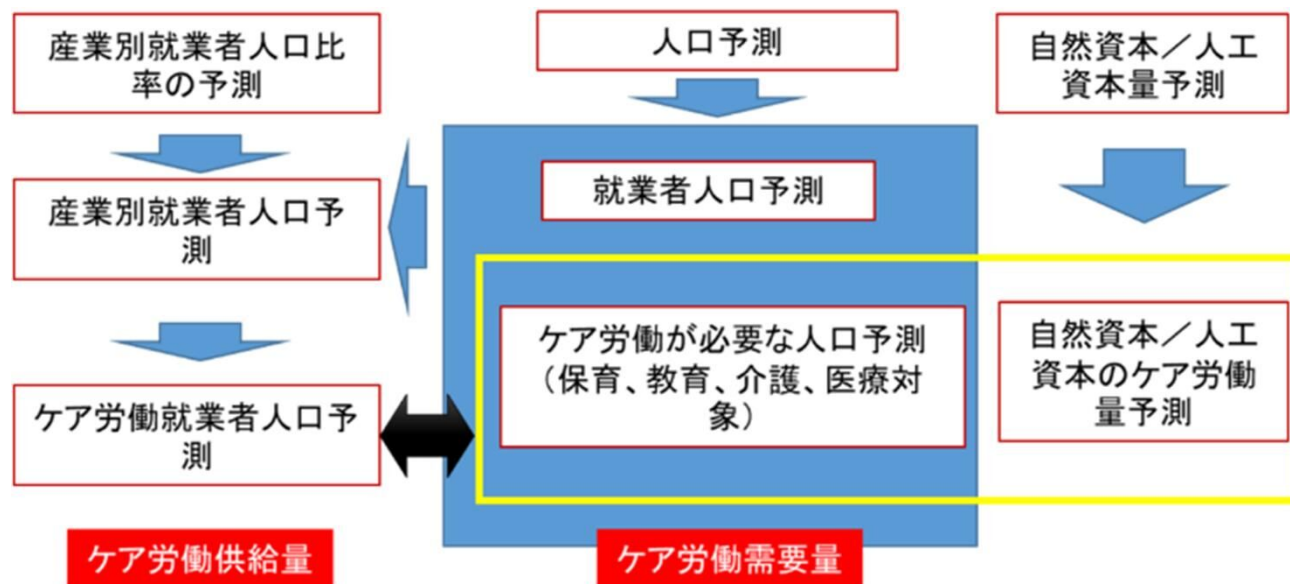 産業別就業者人口比
率の予測
人口予測
自然資本／人工
資本量予測
産業別就業者人口予
測
就業者人口予測
ケア労働が必要な人口予測
（保育、教育、介護、医療対
象）
自然資本／人工
資本のケア労働
量予測
ケア労働就業者人口予
測
ケア労働供給量
ケア労働需要量